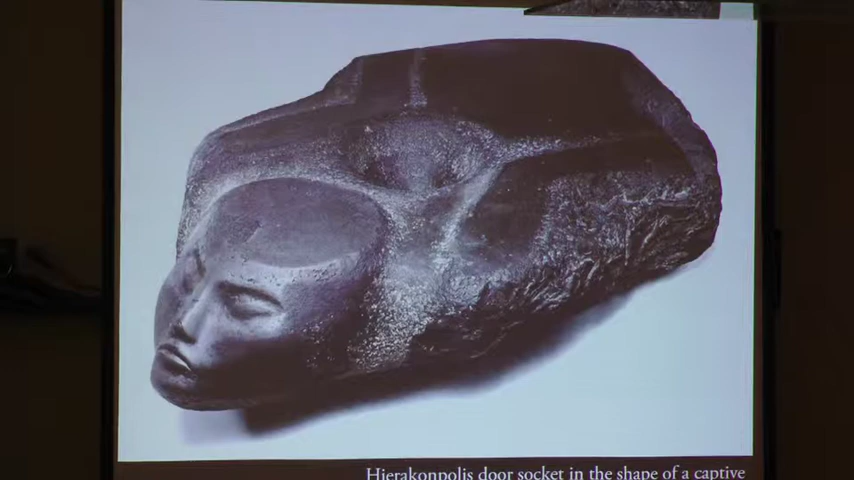 Hierakonpolis door socket in the shape of a captive